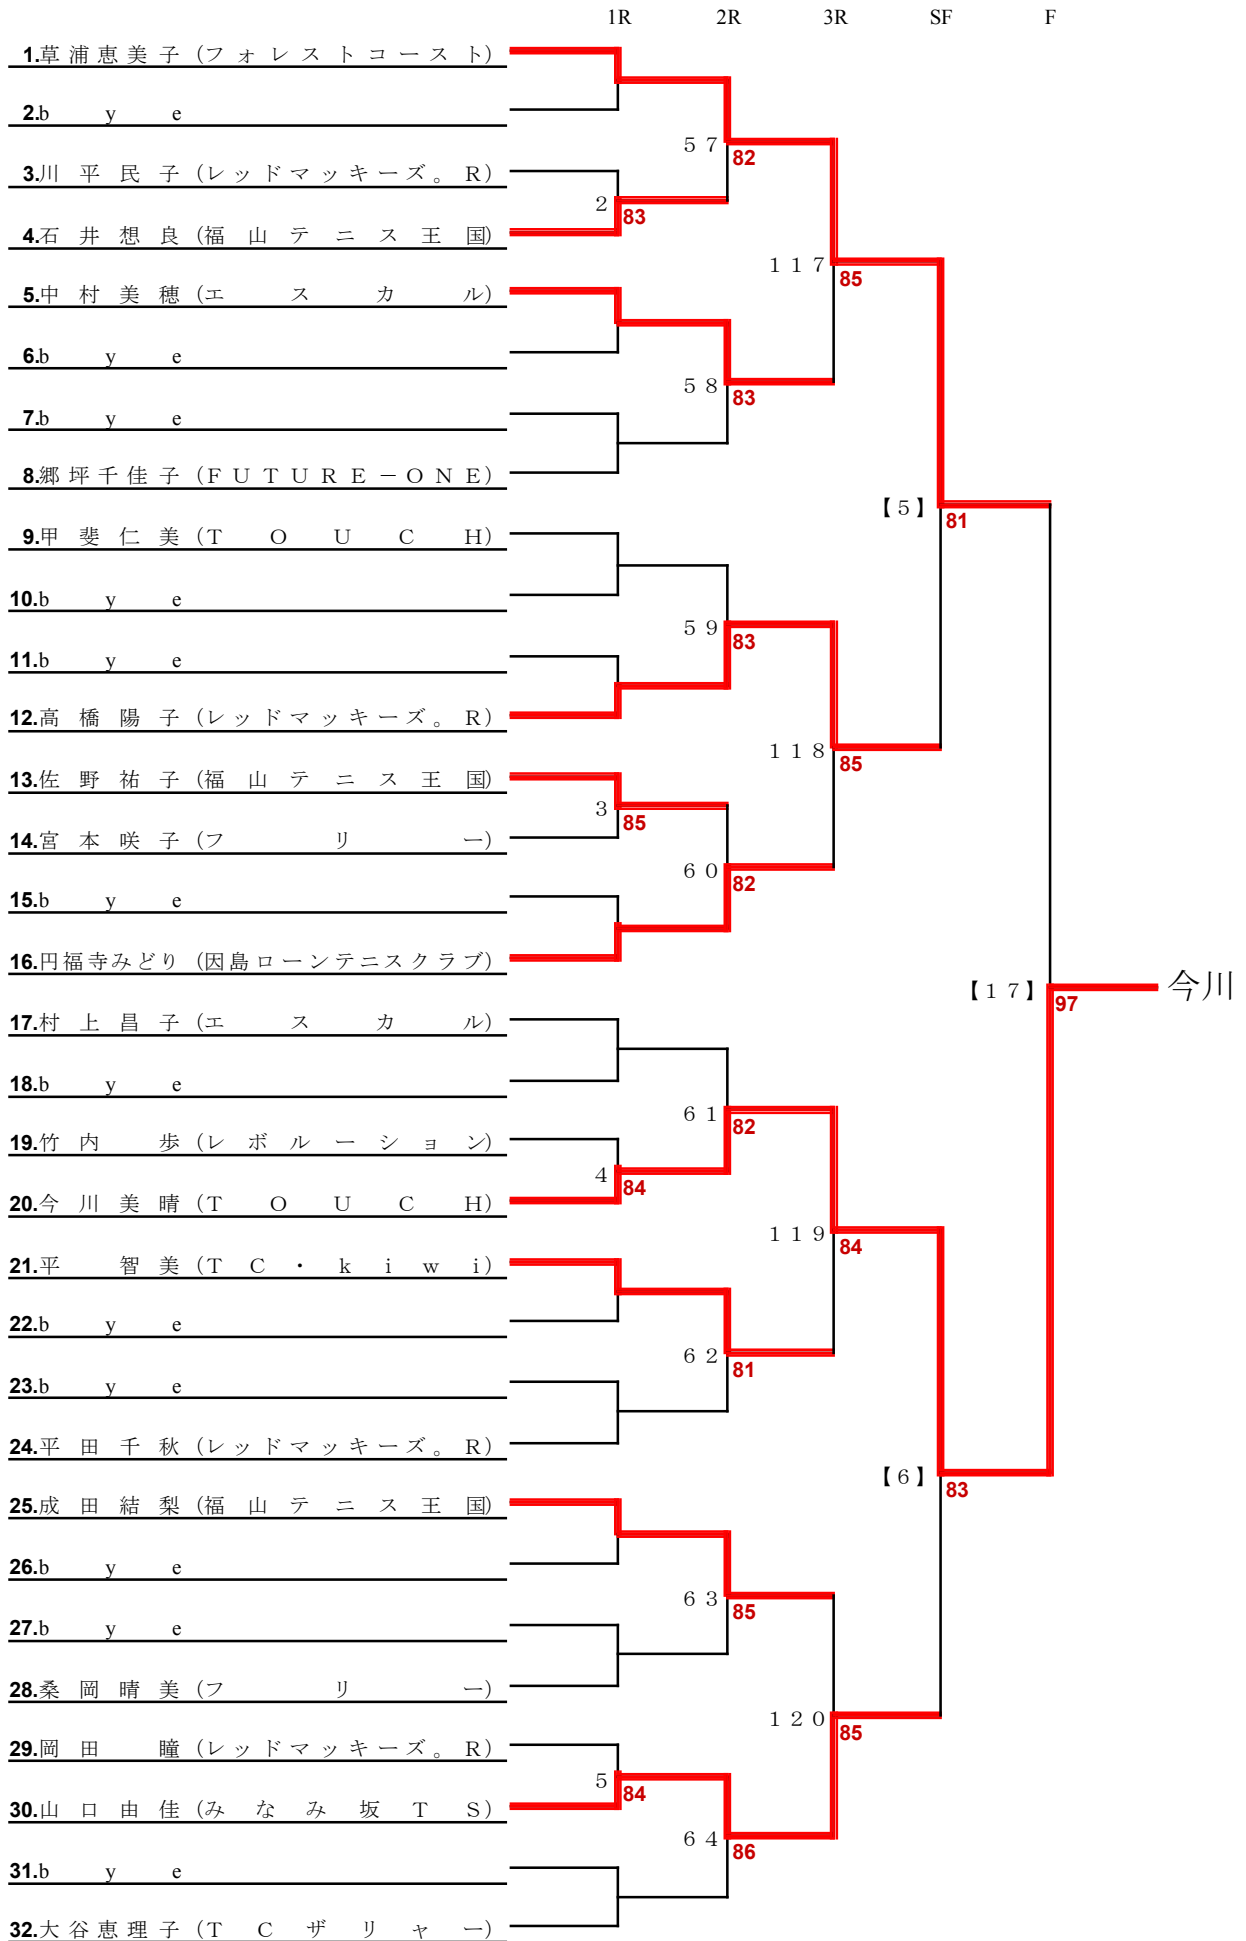 1R 2R 3R SF F
1.草浦恵美子(フォレストコースト)
2.bye
57
82
3.川平民子(レッドマッキーズ。R)
2
83
4.石井想良(福山テニス王国)
117
85
5.中村美穂(エスカル)
6.bye
58
83
7.bye
8.郷坪千佳子(FUTURE-ONE)
【5】
81
9.甲斐仁美(TOUCH)
10.bye
59
83
11.bye
12.高橋陽子(レッドマッキーズ。R)
118
85
13.佐野祐子(福山テニス王国)
3
85
14.宮本咲子(フリー)
60
82
15.bye
16.円福寺みどり(因島ローンテニスクラブ)
【17】
97
今川
17.村上昌子(エスカル)
18.bye
61
82
19.竹内歩(レボルーション)
4
84
20.今川美晴(TOUCH)
119
84
21.平智美(TC・kiwi)
22.bye
62
81
23.bye
24.平田千秋(レッドマッキーズ。R)
【6】
83
25.成田結梨(福山テニス王国)
26.bye
63
85
27.bye
28.桑岡晴美(フリー)
120
85
29.岡田瞳(レッドマッキーズ。R)
5
84
30.山口由佳(みなみ坂TS)
64
86
31.bye
32.大谷恵理子(TCザリャー)